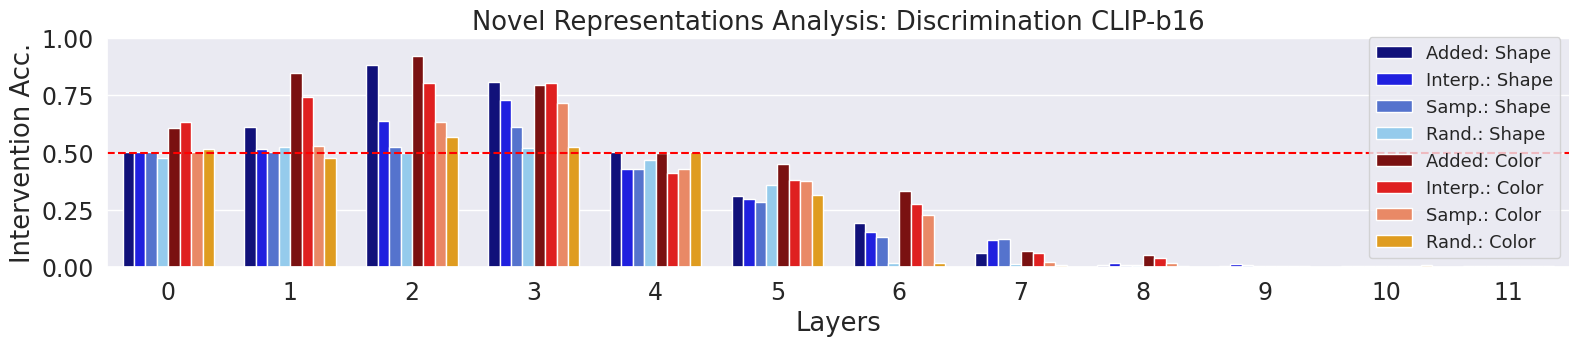 Novel Representations Analysis: Discrimination CLIP-b16
Intervention Acc.
1.00
0.75
0.50
0.25
0.00
Added: Shape
Interp.: Shape
Samp.: Shape
Rand.: Shape
Added: Color
Interp.: Color
Samp.: Color
Rand.: Color
0 1 2 3 4 5 6 7 8 9 10 11
Layers